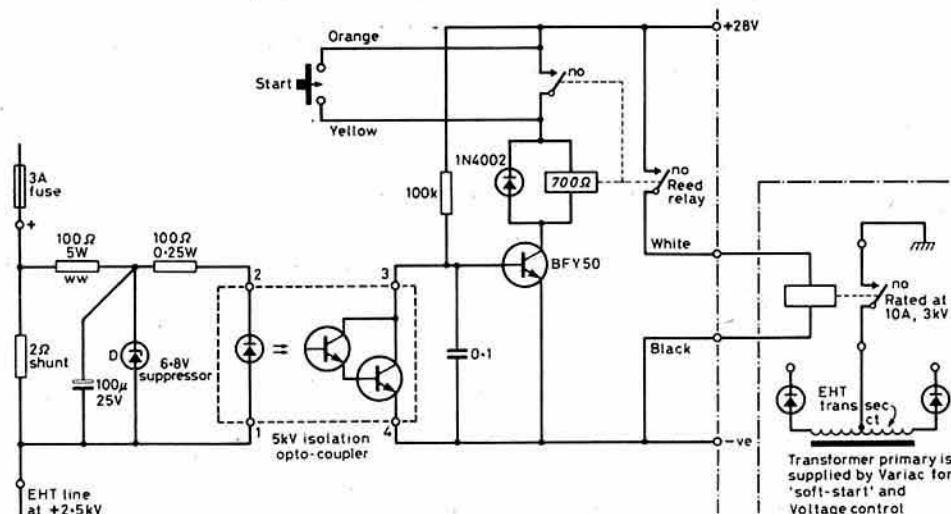 +28V
Orange
Start
no
Yellow
3A
fuse
+
1N4002
700Ω
no
Reed
relay
100k
100Ω
5W
ww
100Ω
0·25W
White
2
3
BFY50
no
Rated at
10A, 3kV
2Ω
shunt
D
6·8V
suppressor
100μ
25V
0·1
Black
1
4
5kV isolation
opto-coupler
-ve
EHT
trans sec
ct
EHT line
at +2·5kV
Transformer primary is
supplied by Variac for
'soft-start' and
Voltage control